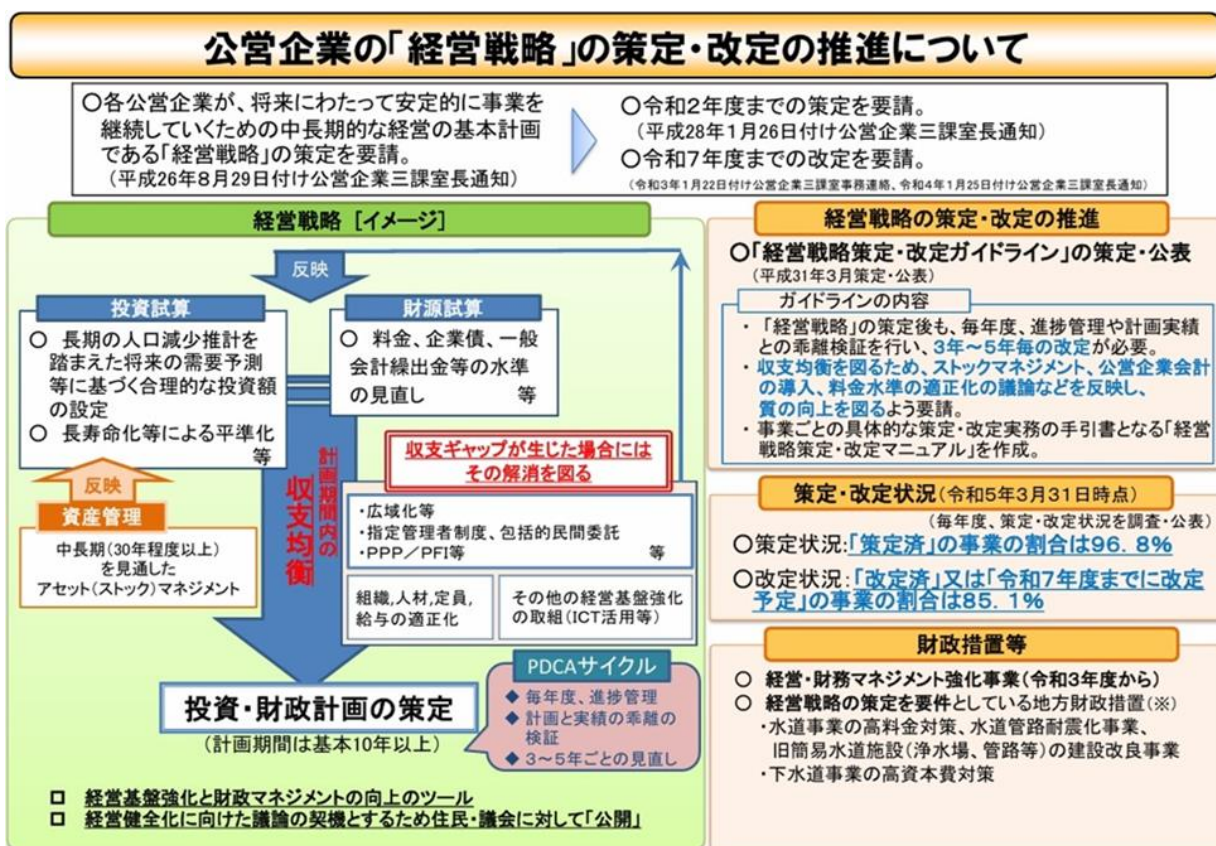 公営企業の「経営戦略」の策定・改定の推進について
○各公営企業が、将来にわたって安定的に事業を
継続していくための中長期的な経営の基本計画
である「経営戦略」の策定を要請。
(平成26年8月29日付け公営企業三課室長通知)
○令和2年度までの策定を要請。
(平成28年1月26日付け公営企業三課室長通知)
○令和7年度までの改定を要請。
(令和3年1月22日付け公営企業三課室事務連絡、令和4年1月25日付け公営企業三課室長通知)
経営戦略 [イメージ]
反映
投資試算
○ 長期の人口減少推計を
踏まえた将来の需要予測
等に基づく合理的な投資額
の設定
○ 長寿命化等による平準化
等
財源試算
○ 料金、企業債、一般
会計繰出金等の水準
の見直し 等
反映
資産管理
中長期(30年程度以上)
を見通した
アセット(ストック)マネジメント
計画期間内の
収支均衡
収支ギャップが生じた場合には
その解消を図る
・広域化等
・指定管理者制度、包括的民間委託
・PPP/PFI等 等
組織,人材,定員,
給与の適正化
その他の経営基盤強化
の取組(ICT活用等)
投資・財政計画の策定
(計画期間は基本10年以上)
PDCAサイクル
◆ 毎年度、進捗管理
◆ 計画と実績の乖離の
検証
◆ 3~5年ごとの見直し
□ 経営基盤強化と財政マネジメントの向上のツール
□ 経営健全化に向けた議論の契機とするため住民・議会に対して「公開」
経営戦略の策定・改定の推進
○「経営戦略策定・改定ガイドライン」の策定・公表
(平成31年3月策定・公表)
ガイドラインの内容
・ 「経営戦略」の策定後も、毎年度、進捗管理や計画実績
との乖離検証を行い、3年~5年毎の改定が必要。
・ 収支均衡を図るため、ストックマネジメント、公営企業会計
の導入、料金水準の適正化の議論などを反映し、
質の向上を図るよう要請。
・ 事業ごとの具体的な策定・改定実務の手引書となる「経営
戦略策定・改定マニュアル」を作成。
策定・改定状況(令和5年3月31日時点)
(毎年度、策定・改定状況を調査・公表)
○策定状況:「策定済」の事業の割合は96.8%
○改定状況:「改定済」又は「令和7年度までに改定
予定」の事業の割合は85.1%
財政措置等
○ 経営・財務マネジメント強化事業(令和3年度から)
○ 経営戦略の策定を要件としている地方財政措置(※)
・水道事業の高料金対策、水道管路耐震化事業、
旧簡易水道施設(浄水場、管路等)の建設改良事業
・下水道事業の高資本費対策